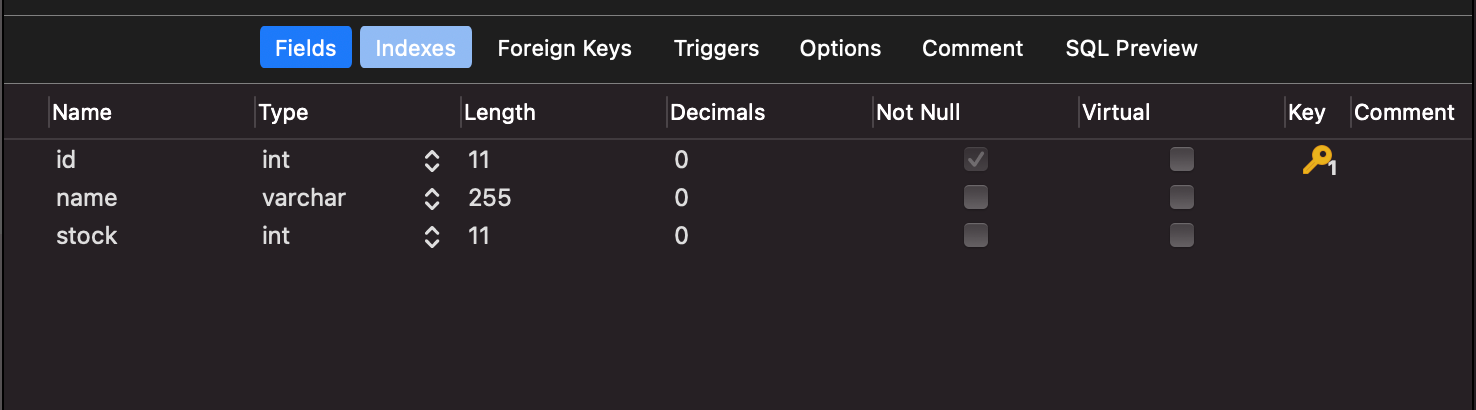 Fields Indexes Foreign Keys Triggers Options Comment SQL Preview
Name Type Length Decimals Not Null Virtual Key Comment
id int 11 0 1
name varchar 255 0
stock int 11 0